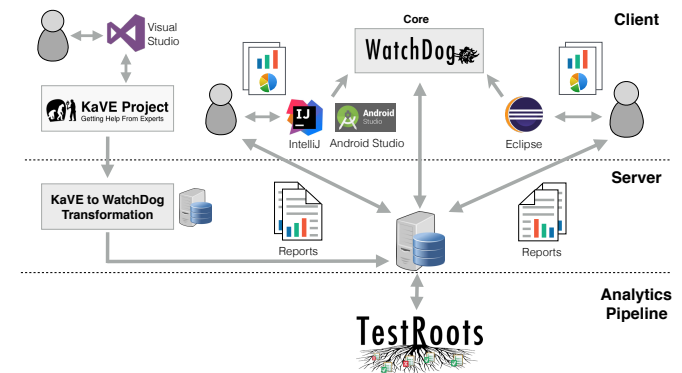 Core
Client
Visual
Studio
WatchDog
KaVE Project
Getting Help From Experts
IJ
Android
Studio
IntelliJ
Android Studio
Eclipse
Server
KaVE to WatchDog
Transformation
Reports
Reports
Analytics
Pipeline
TestRoots